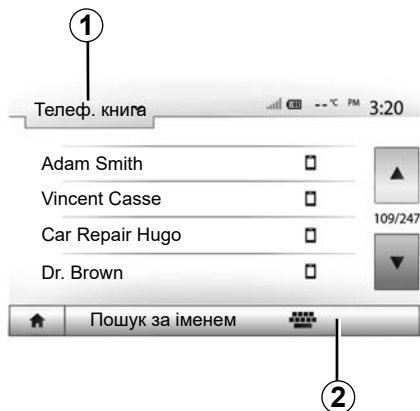 1
Телеф. книга
--°C PM 3:20
Adam Smith
Vincent Casse
Car Repair Hugo
109/247
Dr. Brown
Пошук за іменем
2